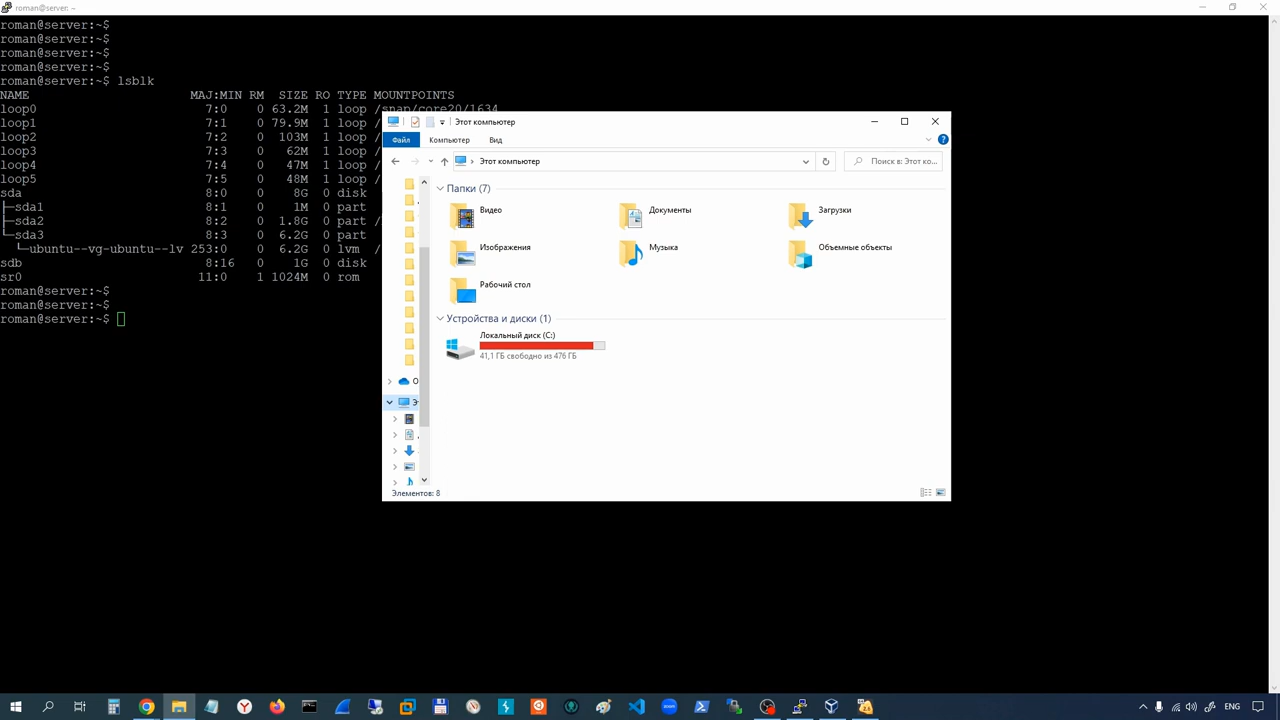 roman@server: ~
roman@server:~$
roman@server:~$
roman@server:~$
roman@server:~$
roman@server:~$ lsblk
NAME MAJ:MIN RM SIZE RO TYPE MOUNTPOINTS
loop0 7:0 0 63.2M 1 loop /snap/core20/1634
loop1 7:1 0 79.9M 1 loop /
loop2 7:2 0 103M 1 loop /
loop3 7:3 0 62M 1 loop /
loop4 7:4 0 47M 1 loop /
loop5 7:5 0 48M 1 loop /
sda 8:0 0 8G 0 disk
├─sda1 8:1 0 1M 0 part
├─sda2 8:2 0 1.8G 0 part /
└─sda3 8:3 0 6.2G 0 part
└─ubuntu--vg-ubuntu--lv 253:0 0 6.2G 0 lvm /
sdb 8:16 0 1G 0 disk
sr0 11:0 1 1024M 0 rom
roman@server:~$
roman@server:~$
roman@server:~$
Этот компьютер
Файл Компьютер Вид
Этот компьютер
Поиск в: Этот ко...
Папки (7)
Видео
Документы
Загрузки
Изображения
Музыка
Объемные объекты
Рабочий стол
Устройства и диски (1)
Локальный диск (C:)
41,1 ГБ свободно из 476 ГБ
Элементов: 8
ENG